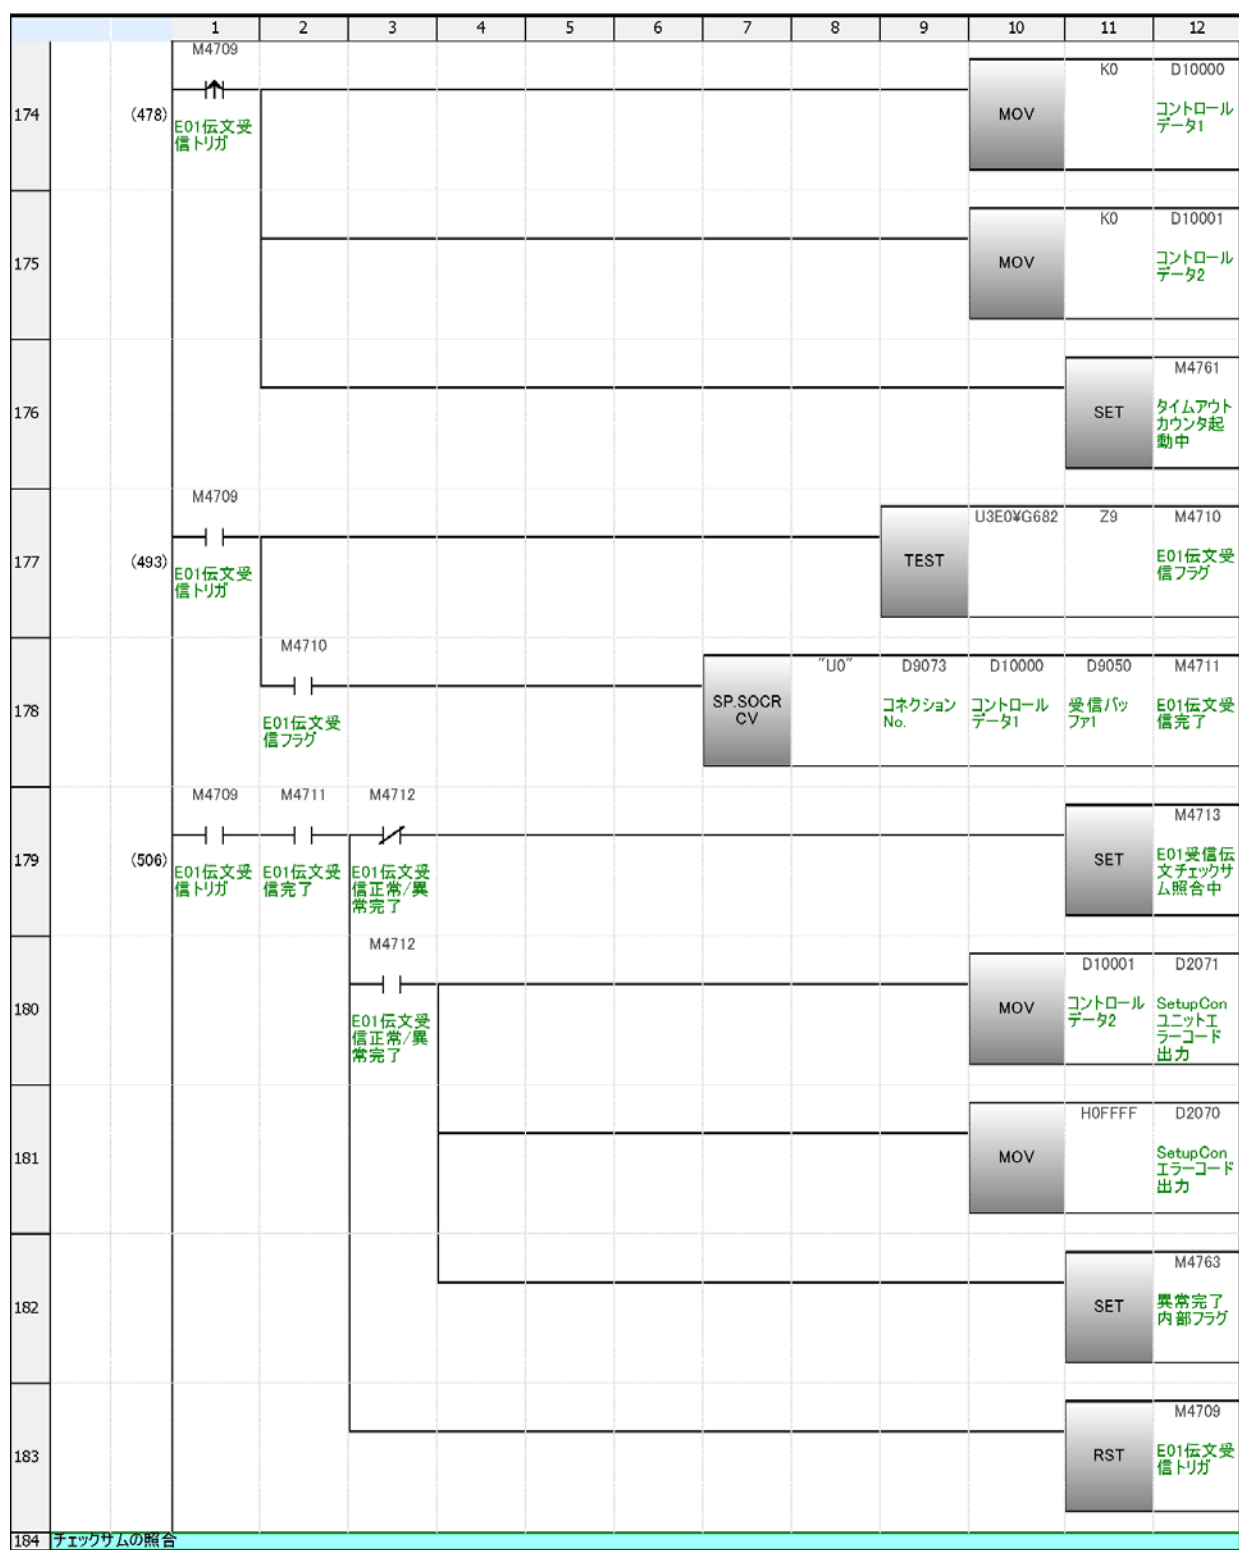 1 2 3 4 5 6 7 8 9 10 11 12
174
(478)
M4709
E01伝文受
信トリガ
MOV
K0
D10000
コントロール
データ1
175
MOV
K0
D10001
コントロール
データ2
176
SET
M4761
タイムアウト
カウンタ起
動中
177
(493)
M4709
E01伝文受
信トリガ
TEST
U3E0¥G682
Z9
M4710
E01伝文受
信フラグ
178
M4710
E01伝文受
信フラグ
SP.SOCR
CV
"U0"
D9073
コネクション
No.
D10000
コントロール
データ1
D9050
受信バッ
ファ1
M4711
E01伝文受
信完了
179
(506)
M4709
E01伝文受
信トリガ
M4711
E01伝文受
信完了
M4712
E01伝文受
信正常/異
常完了
SET
M4713
E01受信伝
文チェックサ
ム照合中
180
M4712
E01伝文受
信正常/異
常完了
MOV
D10001
コントロール
データ2
D2071
SetupCon
ユニットエ
ラーコード
出力
181
MOV
H0FFFF
D2070
SetupCon
エラーコード
出力
182
SET
M4763
異常完了
内部フラグ
183
RST
M4709
E01伝文受
信トリガ
184
チェックサムの照合